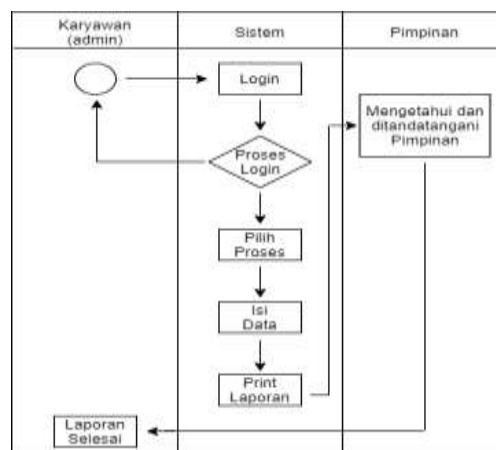 Karyawan
(admin)
Sistem
Pimpinan
Login
Mengetahui dan
ditandatangani
Pimpinan
Proses
Login
Pilih
Proses
Isi
Data
Print
Laporan
Laporan
Selesai